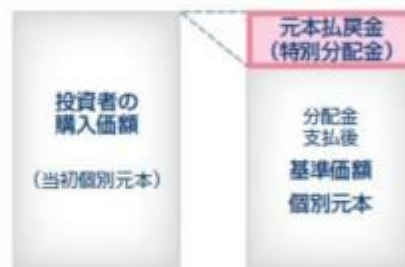 投資者の
購入価額
（当初個別元本）
元本払戻金
（特別分配金）
分配金
支払後
基準価額
個別元本